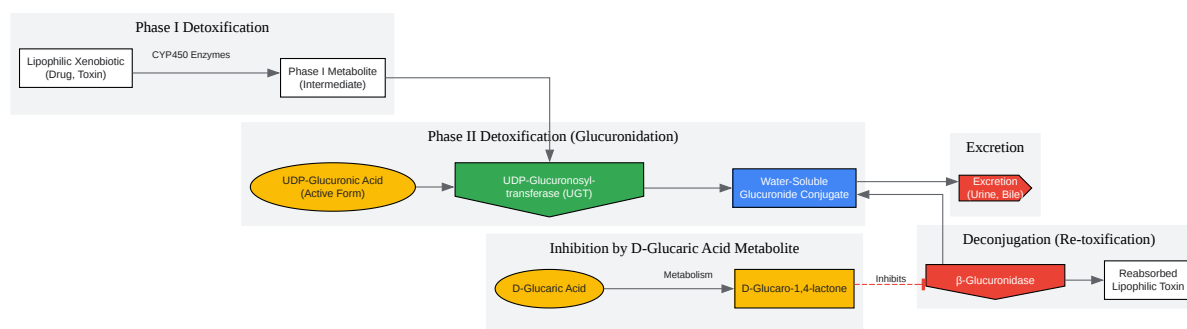 Phase I Detoxification
Lipophilic Xenobiotic
(Drug, Toxin)
CYP450 Enzymes
Phase I Metabolite
(Intermediate)
Phase II Detoxification (Glucuronidation)
UDP-Glucuronic Acid
(Active Form)
UDP-Glucuronosyl-
transferase (UGT)
Water-Soluble
Glucuronide Conjugate
Excretion
Excretion
(Urine, Bile)
Inhibition by D-Glucaric Acid Metabolite
D-Glucaric Acid
Metabolism
D-Glucaro-1,4-lactone
Inhibits
Deconjugation (Re-toxification)
β-Glucuronidase
Reabsorbed
Lipophilic Toxin